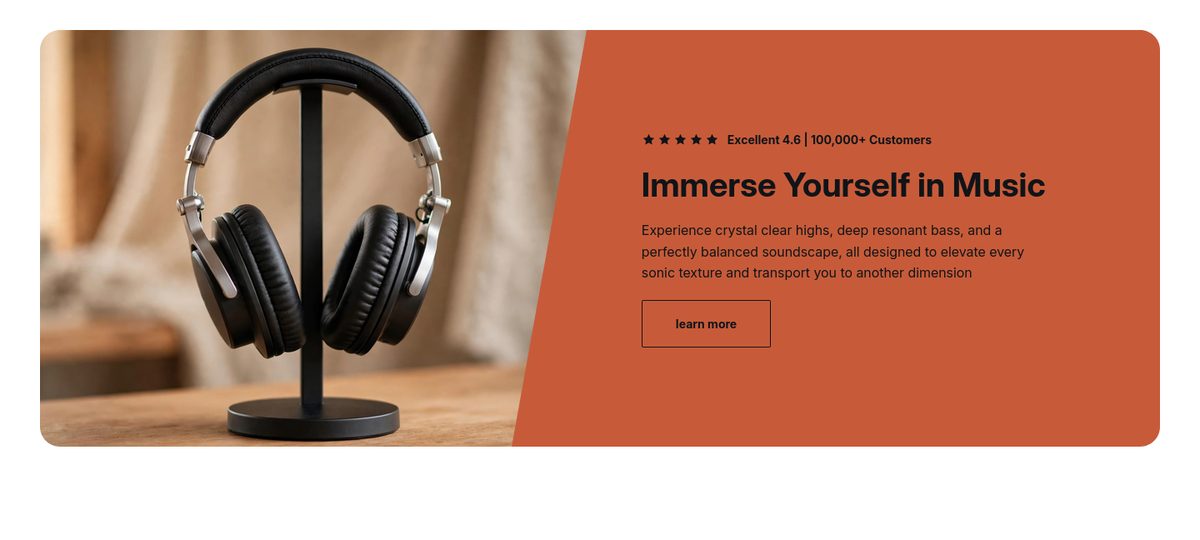 Excellent 4.6 | 100,000+ Customers
Immerse Yourself in Music
Experience crystal clear highs, deep resonant bass, and a
perfectly balanced soundscape, all designed to elevate every
sonic texture and transport you to another dimension
learn more